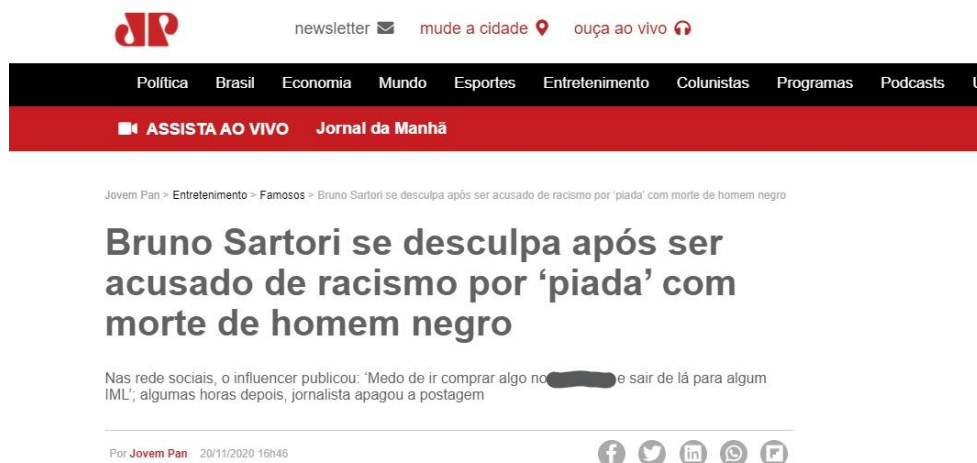 JP
newsletter mude a cidade ouça ao vivo
Política Brasil Economia Mundo Esportes Entretenimento Colunistas Programas Podcasts
ASSISTA AO VIVO Jornal da Manhã
Jovem Pan > Entretenimento > Famosos > Bruno Sartori se desculpa após ser acusado de racismo por 'piada' com morte de homem negro
Bruno Sartori se desculpa após ser
acusado de racismo por ‘piada’ com
morte de homem negro
Nas rede sociais, o influencer publicou: ‘Medo de ir comprar algo no e sair de lá para algum
IML’; algumas horas depois, jornalista apagou a postagem
Por Jovem Pan 20/11/2020 16h46